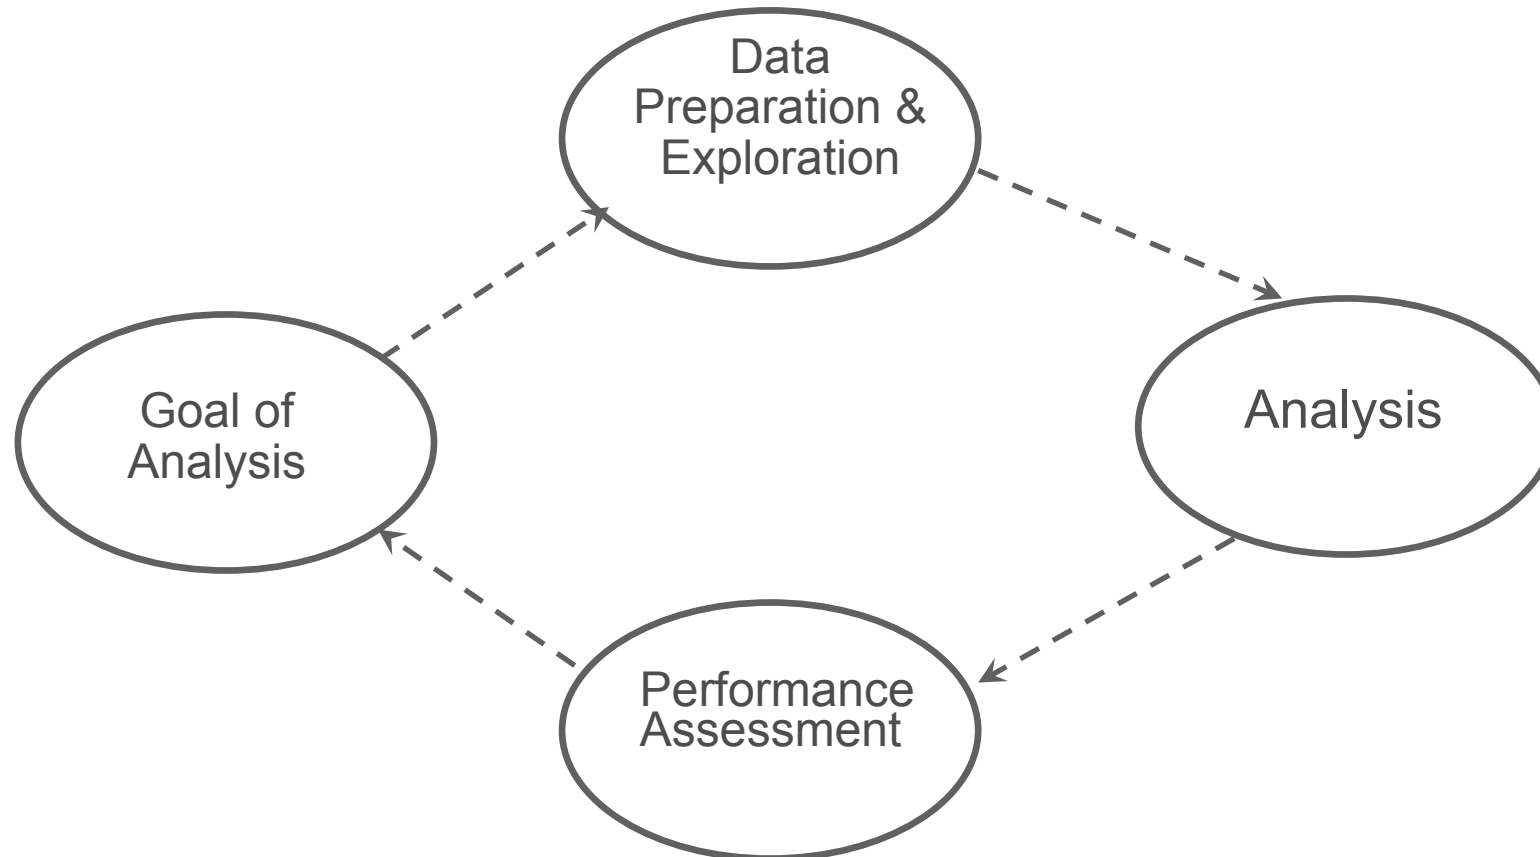 Data
Preparation &
Exploration
Goal of
Analysis
Analysis
Performance
Assessment